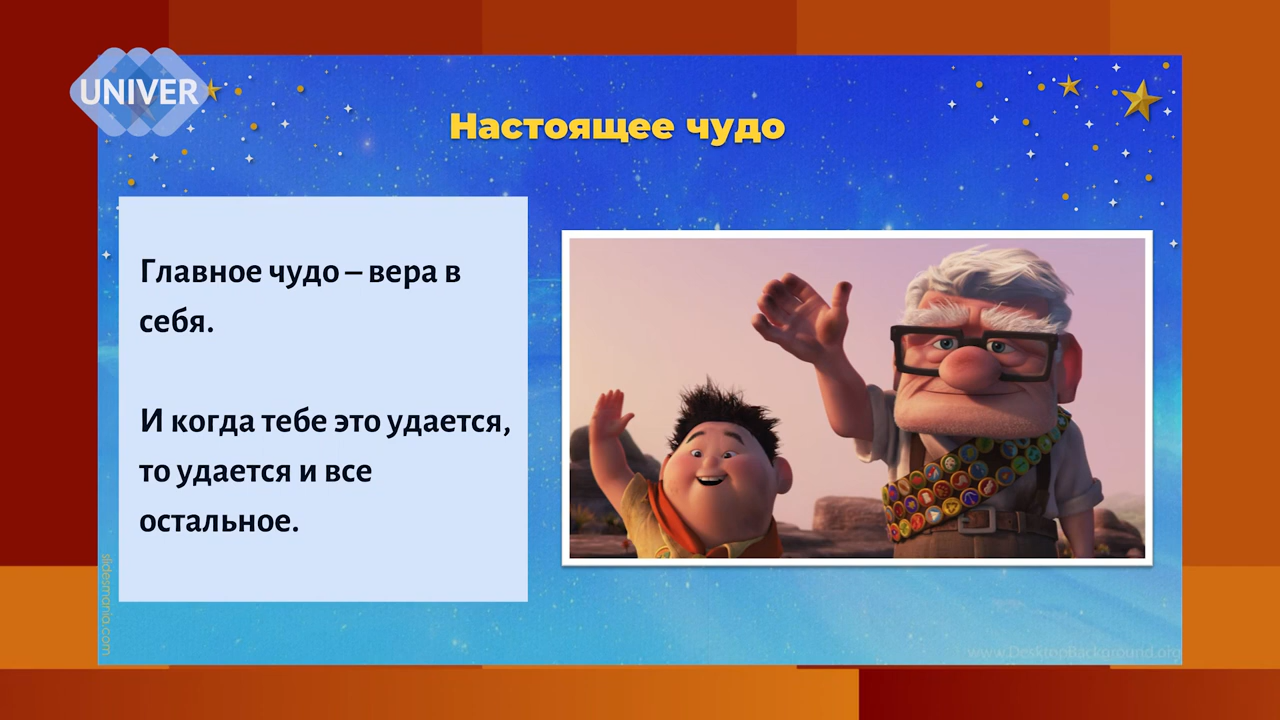 UNIVER
Настоящее чудо
Главное чудо – вера в
себя.
И когда тебе это удается,
то удается и все
остальное.
slidesmania.com
www.DesktopBackground.org